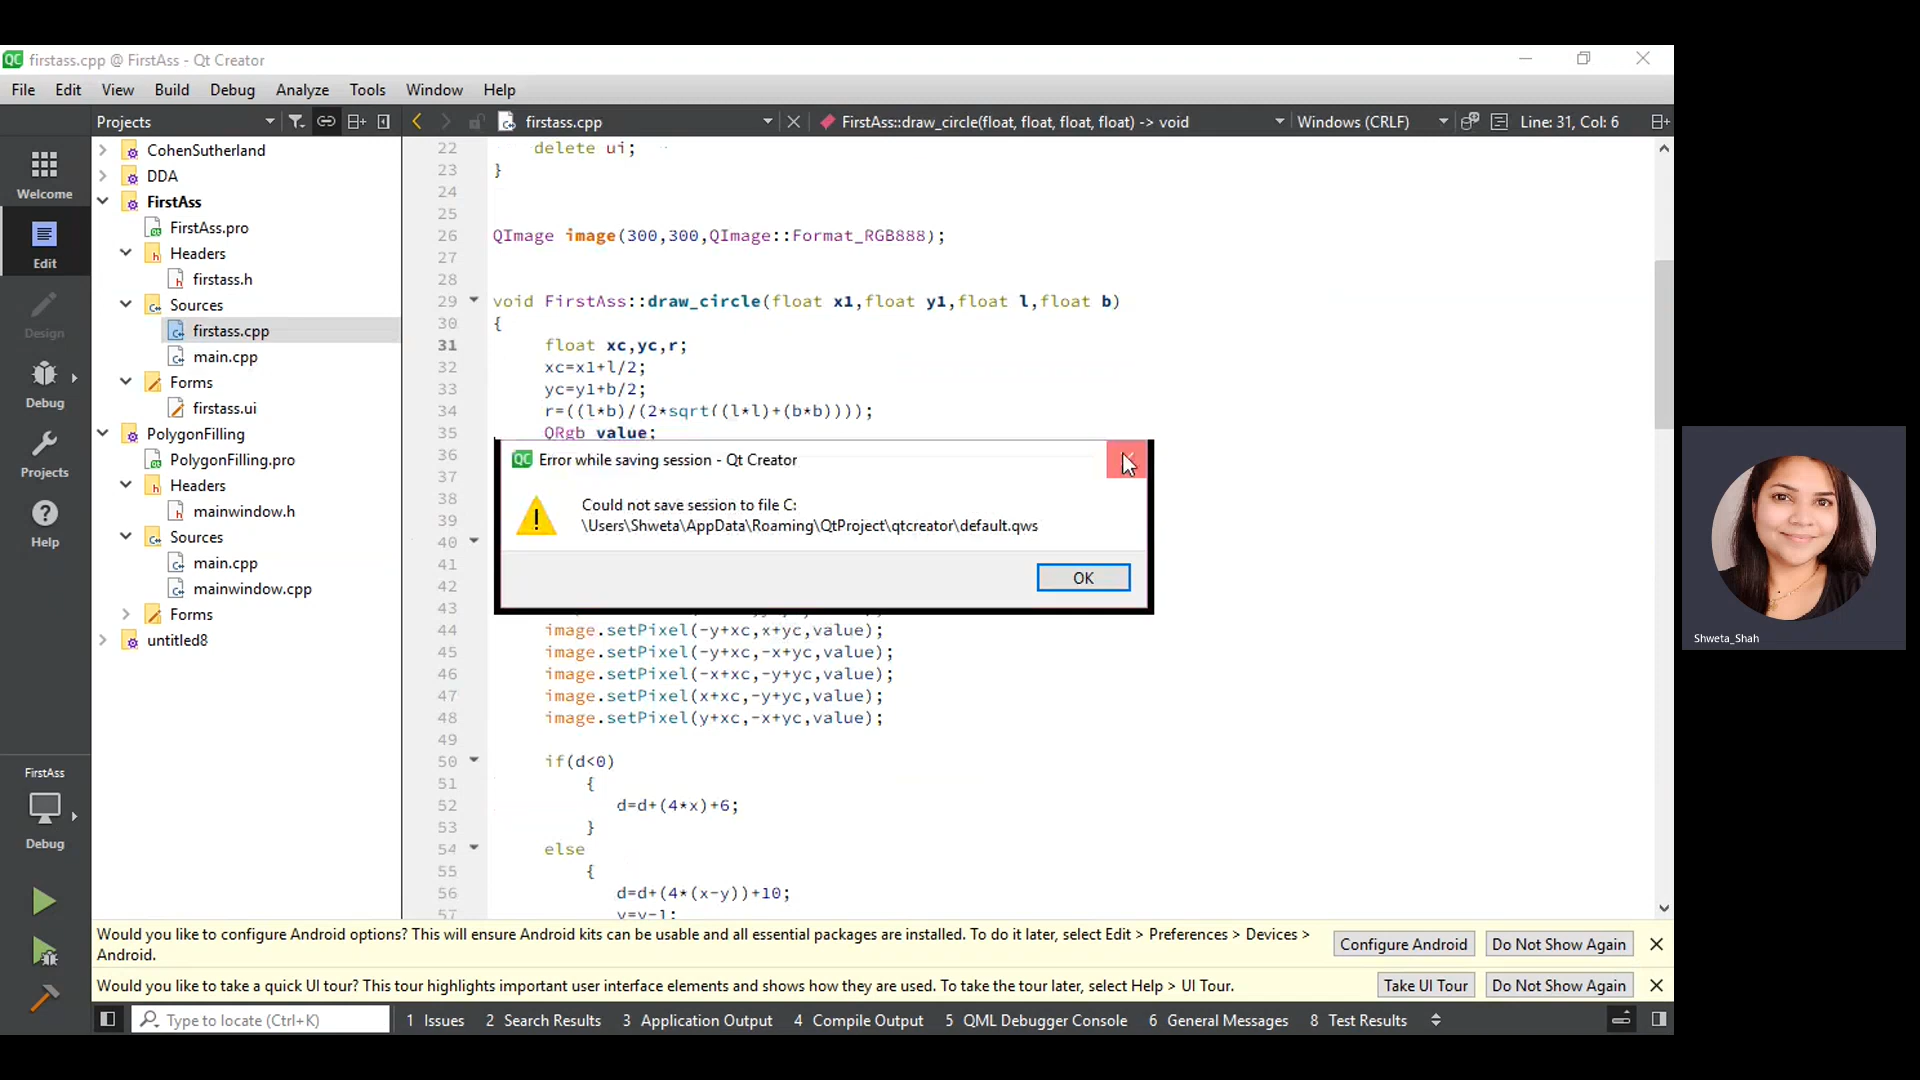 firstass.cpp @ FirstAss - Qt Creator
File Edit View Build Debug Analyze Tools Window Help
Projects
firstass.cpp
FirstAss::draw_circle(float, float, float, float) -> void
Windows (CRLF)
Line: 31, Col: 6
Welcome
Edit
Design
Debug
Projects
Help
CohenSutherland
DDA
FirstAss
FirstAss.pro
Headers
firstass.h
Sources
firstass.cpp
main.cpp
Forms
firstass.ui
PolygonFilling
PolygonFilling.pro
Headers
mainwindow.h
Sources
main.cpp
mainwindow.cpp
Forms
untitled8
22 delete ui;
23 }
24
25
26 QImage image(300,300,QImage::Format_RGB888);
27
28
29 void FirstAss::draw_circle(float x1,float y1,float l,float b)
30 {
31 float xc,yc,r;
32 xc=x1+l/2;
33 yc=y1+b/2;
34 r=((l*b)/(2*sqrt((l*l)+(b*b))));
35 QRgb value;
36
37
38
39
40
41
42
43
44 image.setPixel(-y+xc,x+yc,value);
45 image.setPixel(-y+xc,-x+yc,value);
46 image.setPixel(-x+xc,-y+yc,value);
47 image.setPixel(x+xc,-y+yc,value);
48 image.setPixel(y+xc,-x+yc,value);
49
50 if(d<0)
51 {
52 d=d+(4*x)+6;
53 }
54 else
55 {
56 d=d+(4*(x-y))+10;
57 y=y-1;
Error while saving session - Qt Creator
Could not save session to file C:
\Users\Shweta\AppData\Roaming\QtProject\qtcreator\default.qws
OK
FirstAss
Debug
Would you like to configure Android options? This will ensure Android kits can be usable and all essential packages are installed. To do it later, select Edit > Preferences > Devices >
Android.
Configure Android
Do Not Show Again
Would you like to take a quick UI tour? This tour highlights important user interface elements and shows how they are used. To take the tour later, select Help > UI Tour.
Take UI Tour
Do Not Show Again
Type to locate (Ctrl+K)
1 Issues 2 Search Results 3 Application Output 4 Compile Output 5 QML Debugger Console 6 General Messages 8 Test Results
Shweta_Shah